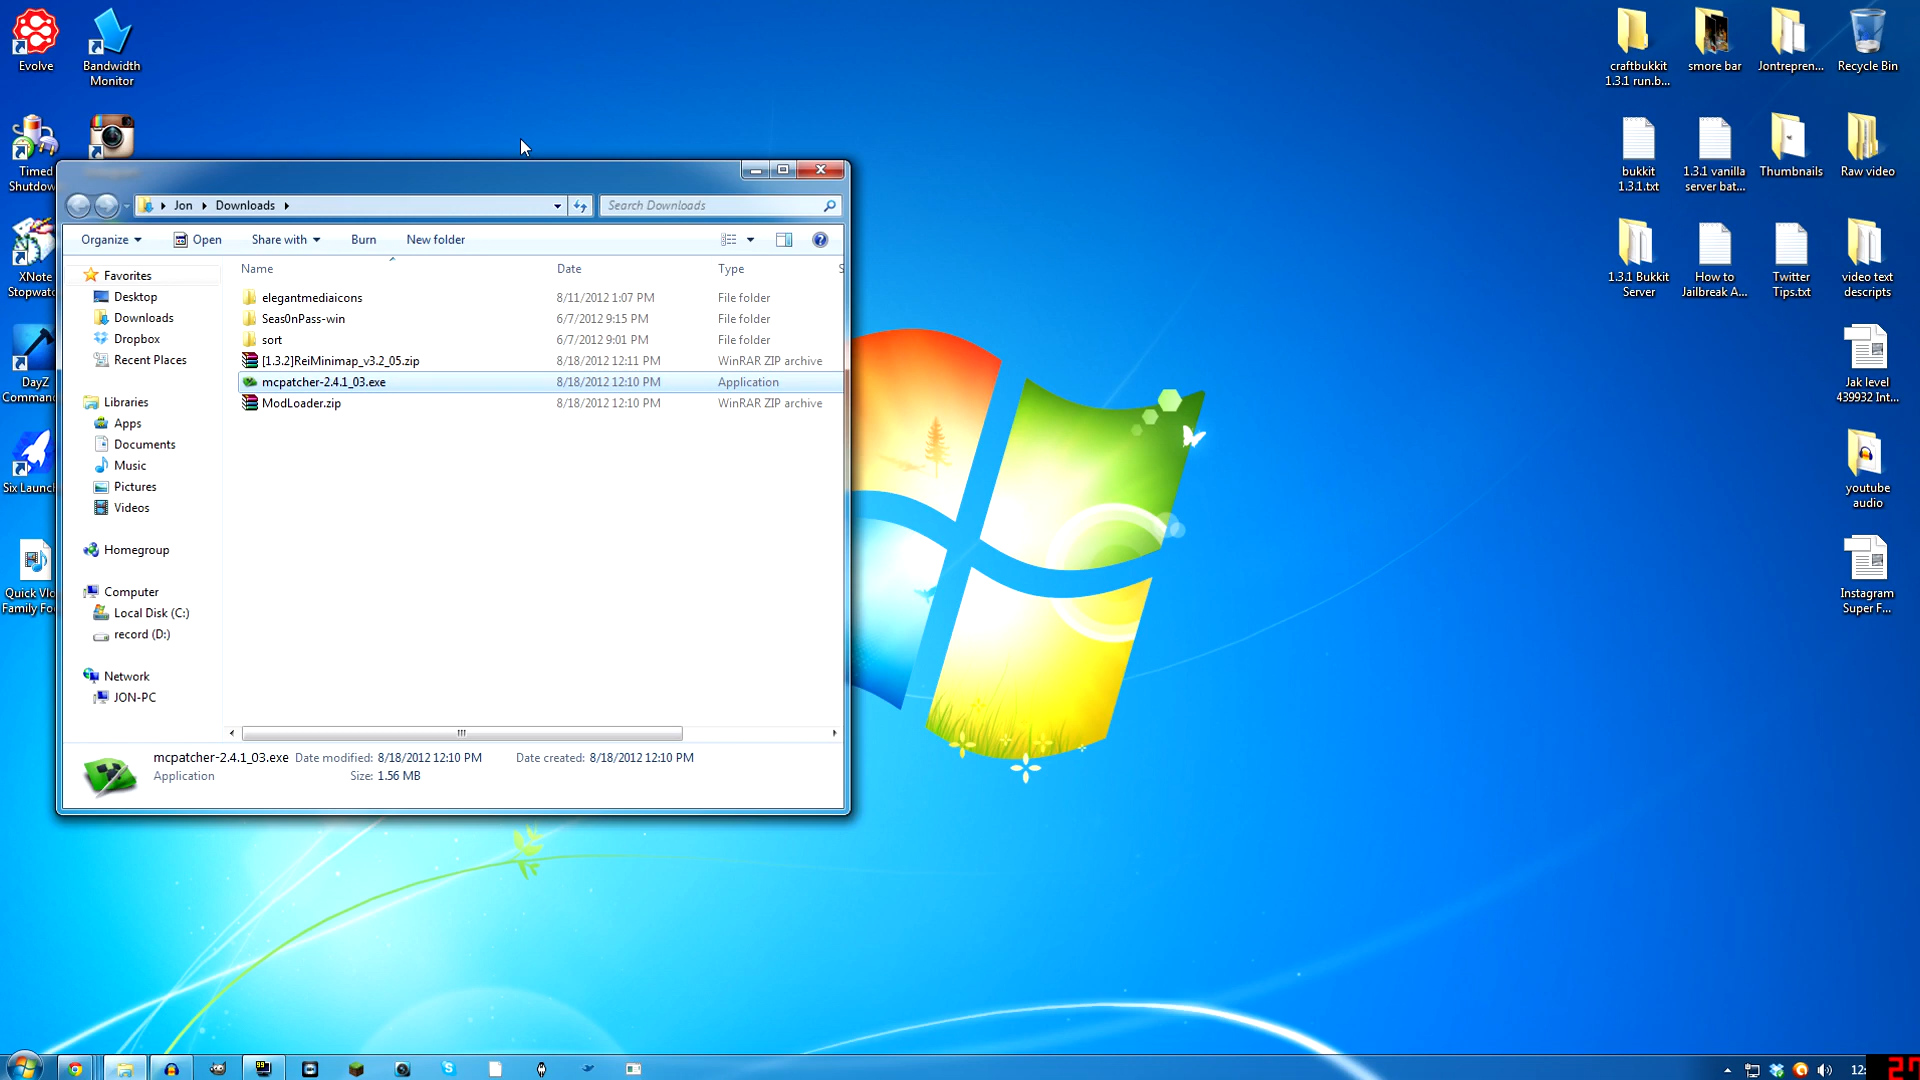 Evolve
Bandwidth
Monitor
Timed
Shutdow
XNote
Stopwatc
DayZ
Comman
Six Launc
Quick Vlo
Family Fo
craftbukkit
1.3.1 run.b...
smore bar
Jontrepren...
Recycle Bin
bukkit
1.3.1.txt
1.3.1 vanilla
server bat...
Thumbnails
Raw video
1.3.1 Bukkit
Server
How to
Jailbreak A...
Twitter
Tips.txt
video text
descripts
Jak level
439932 Int...
youtube
audio
Instagram
Super F...
Jon
Downloads
Search Downloads
Organize
Open
Share with
Burn
New folder
Name Date Type S
elegantmediaicons 8/11/2012 1:07 PM File folder
Seas0nPass-win 6/7/2012 9:15 PM File folder
sort 6/7/2012 9:01 PM File folder
[1.3.2]ReiMinimap_v3.2_05.zip 8/18/2012 12:11 PM WinRAR ZIP archive
mcpatcher-2.4.1_03.exe 8/18/2012 12:10 PM Application
ModLoader.zip 8/18/2012 12:10 PM WinRAR ZIP archive
Favorites
Desktop
Downloads
Dropbox
Recent Places
Libraries
Apps
Documents
Music
Pictures
Videos
Homegroup
Computer
Local Disk (C:)
record (D:)
Network
JON-PC
mcpatcher-2.4.1_03.exe Date modified: 8/18/2012 12:10 PM Date created: 8/18/2012 12:10 PM
Application Size: 1.56 MB
99
12: